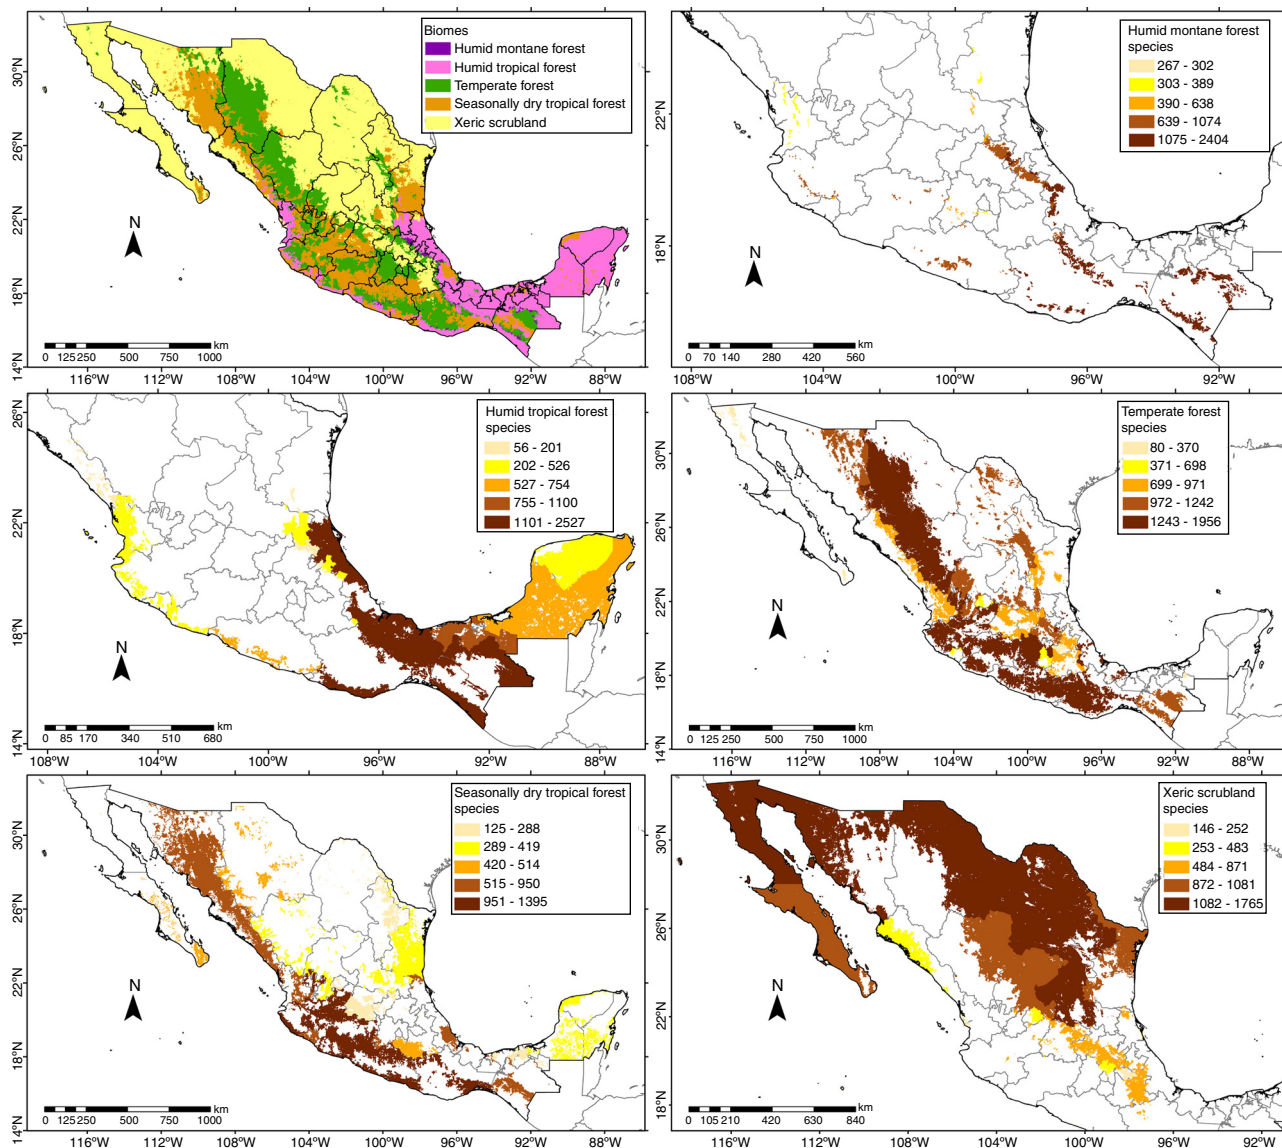 Biomes
Humid montane forest
Humid tropical forest
Temperate forest
Seasonally dry tropical forest
Xeric scrubland
30°N
26°N
22°N
18°N
14°N
N
km
0 125 250 500 750 1000
116°W 112°W 108°W 104°W 100°W 96°W 92°W 88°W
Humid montane forest
species
267 - 302
303 - 389
390 - 638
639 - 1074
1075 - 2404
22°N
18°N
N
km
0 70 140 280 420 560
108°W 104°W 100°W 96°W 92°W
Humid tropical forest
species
56 - 201
202 - 526
527 - 754
755 - 1100
1101 - 2527
26°N
22°N
18°N
14°N
N
km
0 85 170 340 510 680
108°W 104°W 100°W 96°W 92°W 88°W
Temperate forest
species
80 - 370
371 - 698
699 - 971
972 - 1242
1243 - 1956
30°N
26°N
22°N
18°N
14°N
N
km
0 125 250 500 750 1000
116°W 112°W 108°W 104°W 100°W 96°W 92°W 88°W
Seasonally dry tropical forest
species
125 - 288
289 - 419
420 - 514
515 - 950
951 - 1395
30°N
26°N
22°N
18°N
14°N
N
km
0 125 250 500 750 1000
116°W 112°W 108°W 104°W 100°W 96°W 92°W 88°W
Xeric scrubland
species
146 - 252
253 - 483
484 - 871
872 - 1081
1082 - 1765
30°N
26°N
22°N
18°N
N
km
0 105 210 420 630 840
116°W 112°W 108°W 104°W 100°W 96°W 92°W